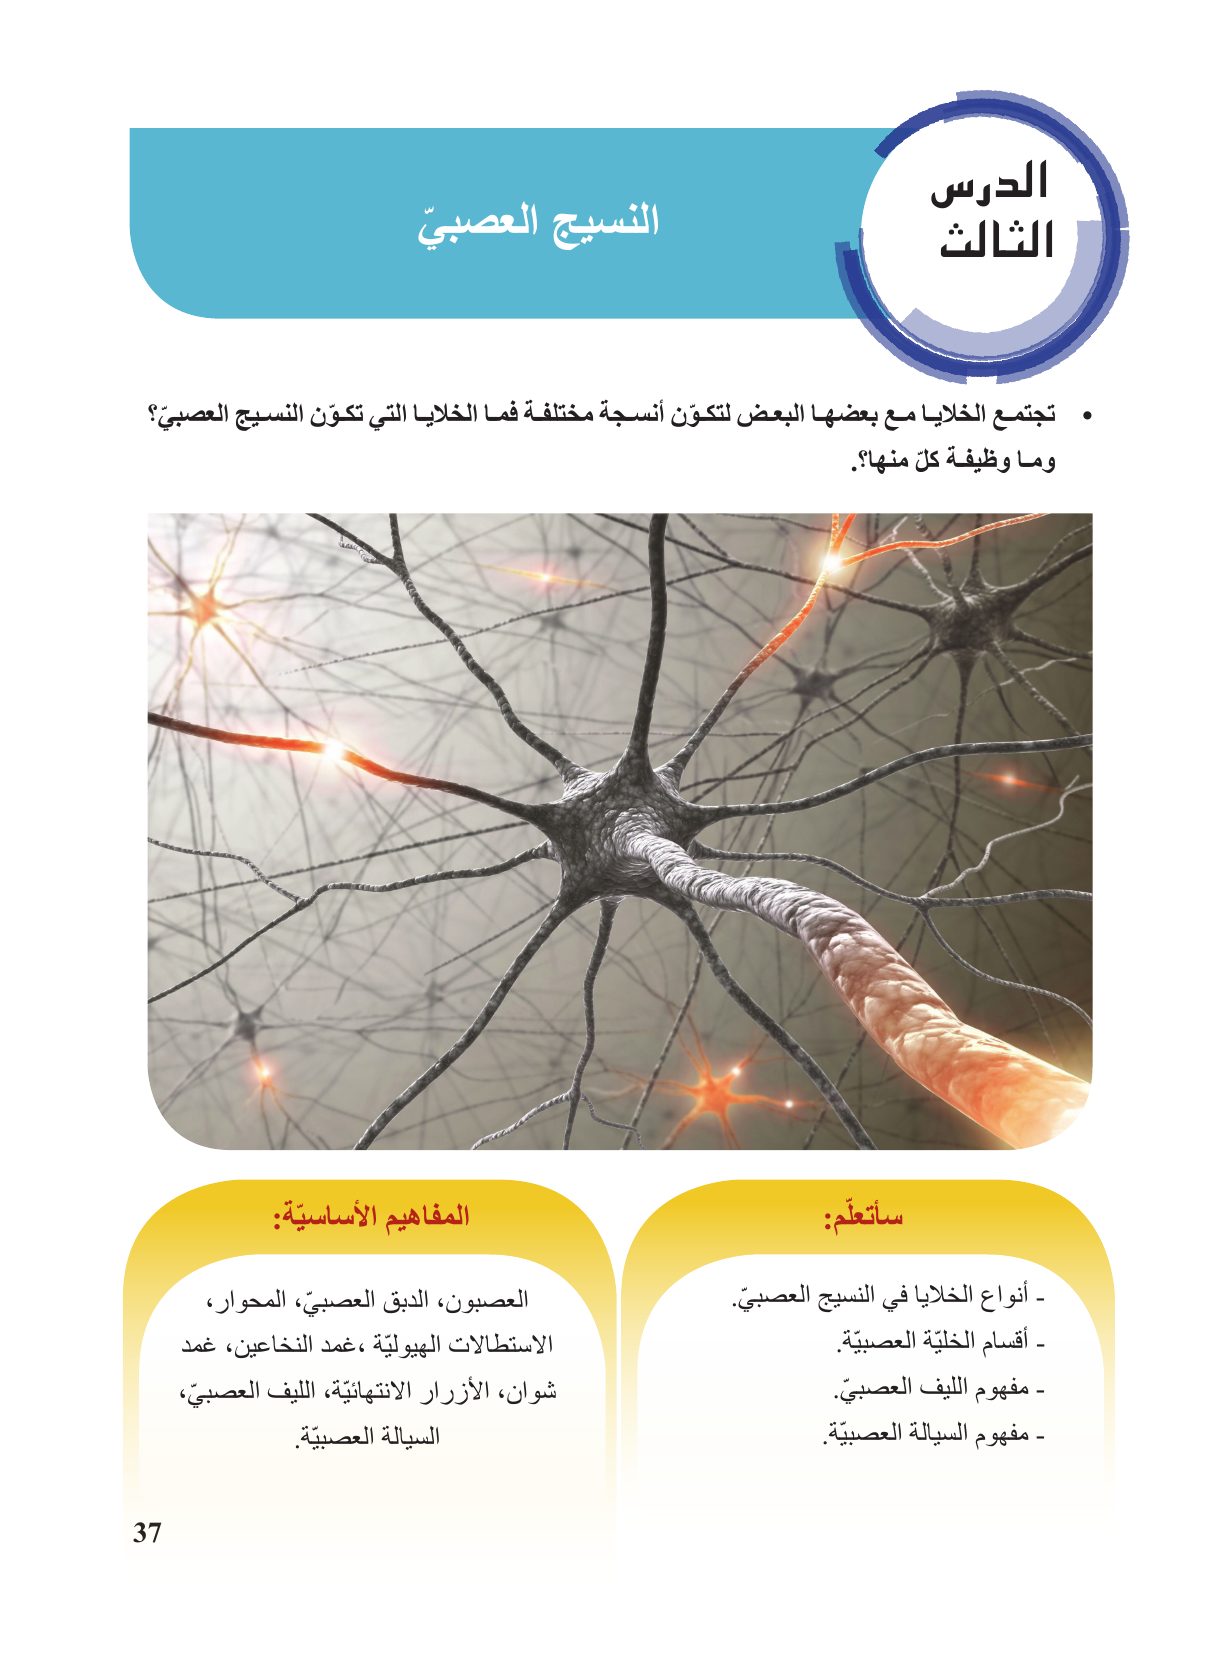 الدرس
الثالث
النسيج العصبيّ
• تجتمع الخلايا مع بعضها البعض لتكوّن أنسجة مختلفة فما الخلايا التي تكوّن النسيج العصبيّ؟
وما وظيفة كلّ منها؟.
سأتعلّم:
- أنواع الخلايا في النسيج العصبيّ.
- أقسام الخليّة العصبيّة.
- مفهوم الليف العصبيّ.
- مفهوم السيالة العصبيّة.
المفاهيم الأساسيّة:
العصبون، الدبق العصبيّ، المحوار،
الاستطالات الهيوليّة ،غمد النخاعين، غمد
شوان، الأزرار الانتهائيّة، الليف العصبيّ،
السيالة العصبيّة.
37